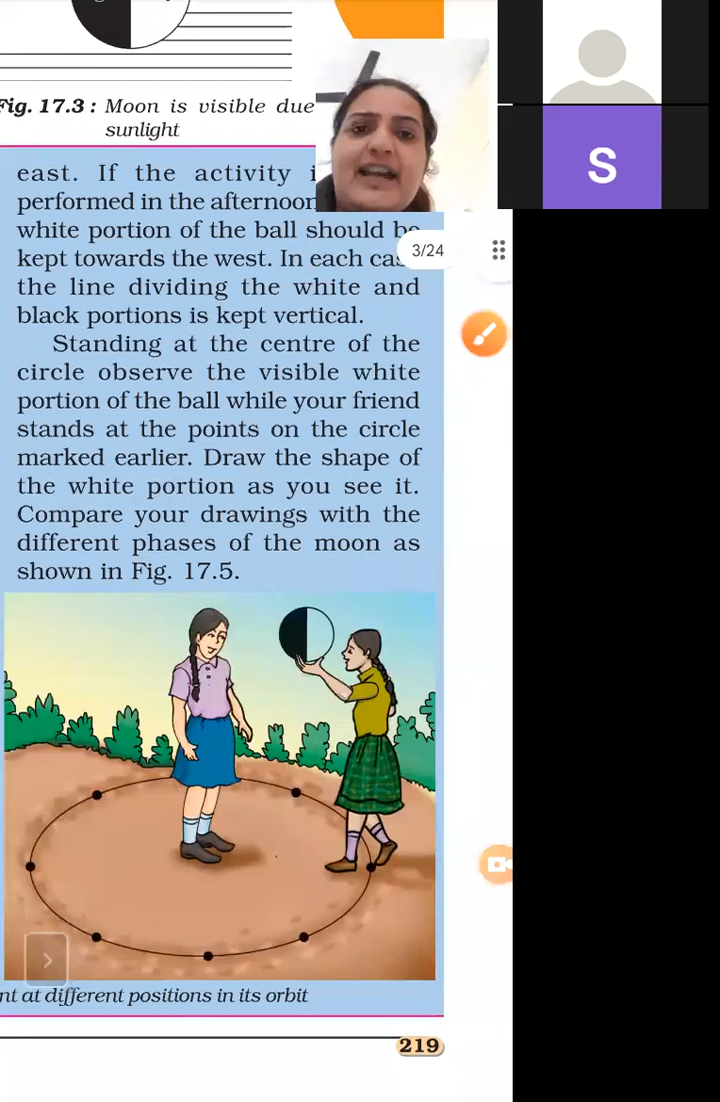 Fig. 17.3 : Moon is visible due
sunlight
east. If the activity
performed in the afternoon
white portion of the ball should be
kept towards the west. In each case
the line dividing the white and
black portions is kept vertical.
Standing at the centre of the
circle observe the visible white
portion of the ball while your friend
stands at the points on the circle
marked earlier. Draw the shape of
the white portion as you see it.
Compare your drawings with the
different phases of the moon as
shown in Fig. 17.5.
at different positions in its orbit
219
3/24
S